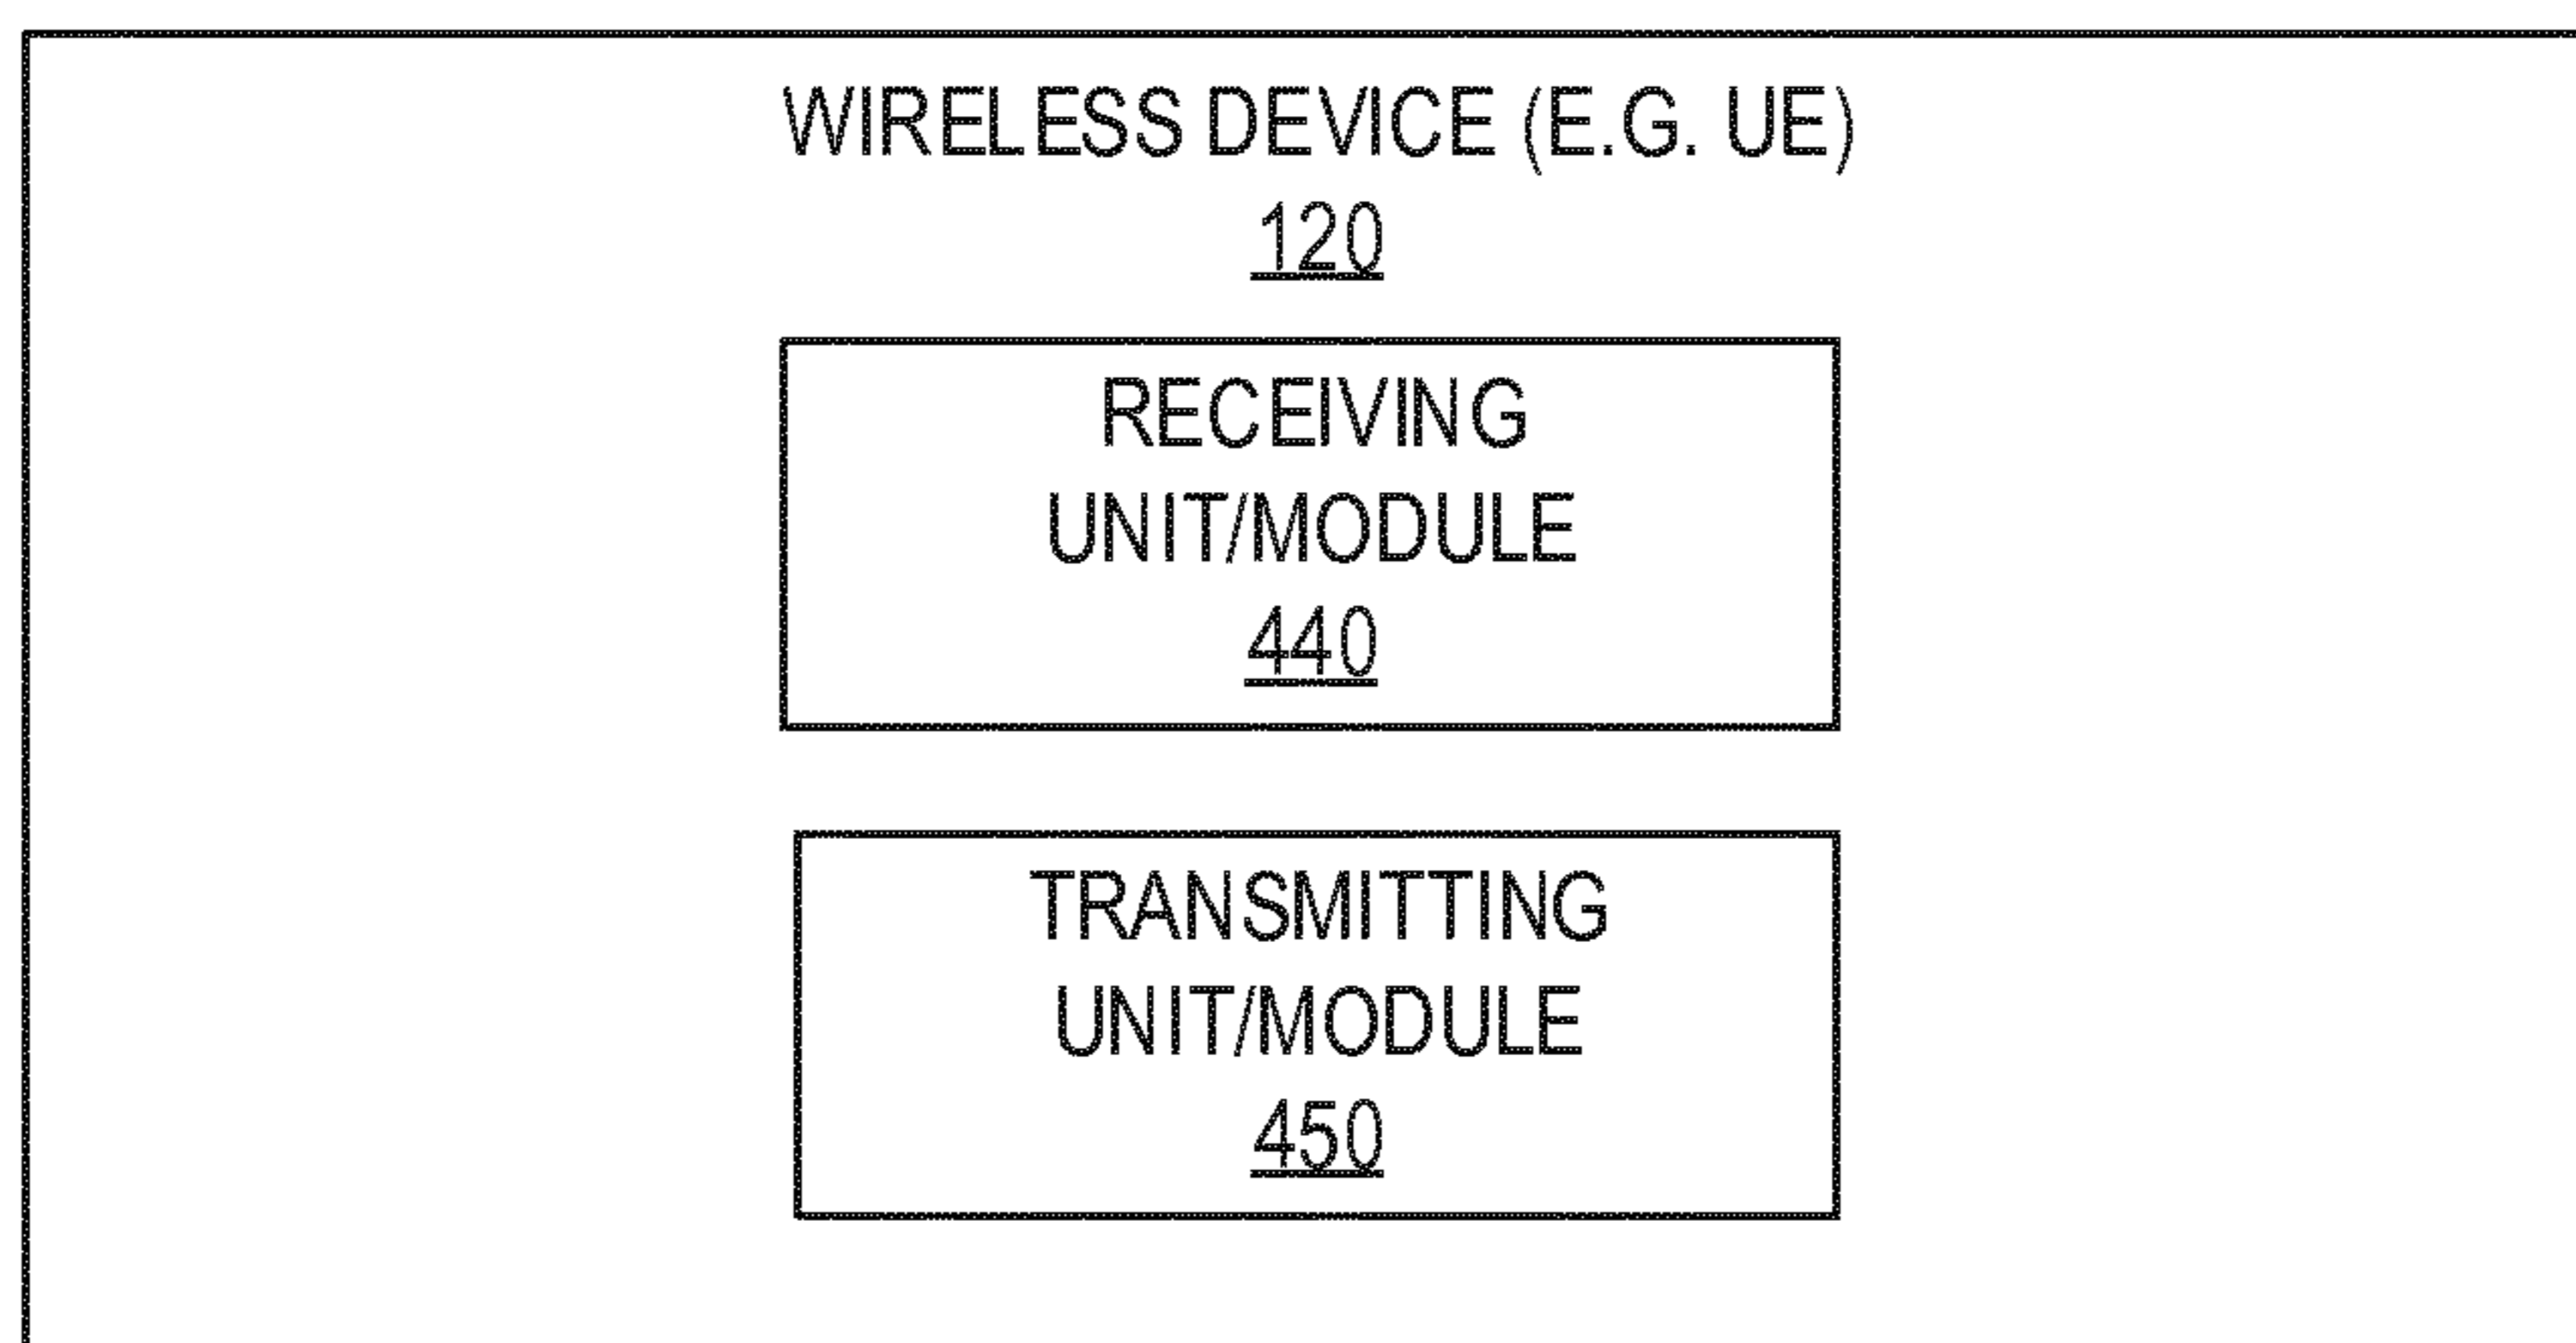 WIRELESS DEVICE (E.G. UE)
120
RECEIVING
UNIT/MODULE
440
TRANSMITTING
UNIT/MODULE
450